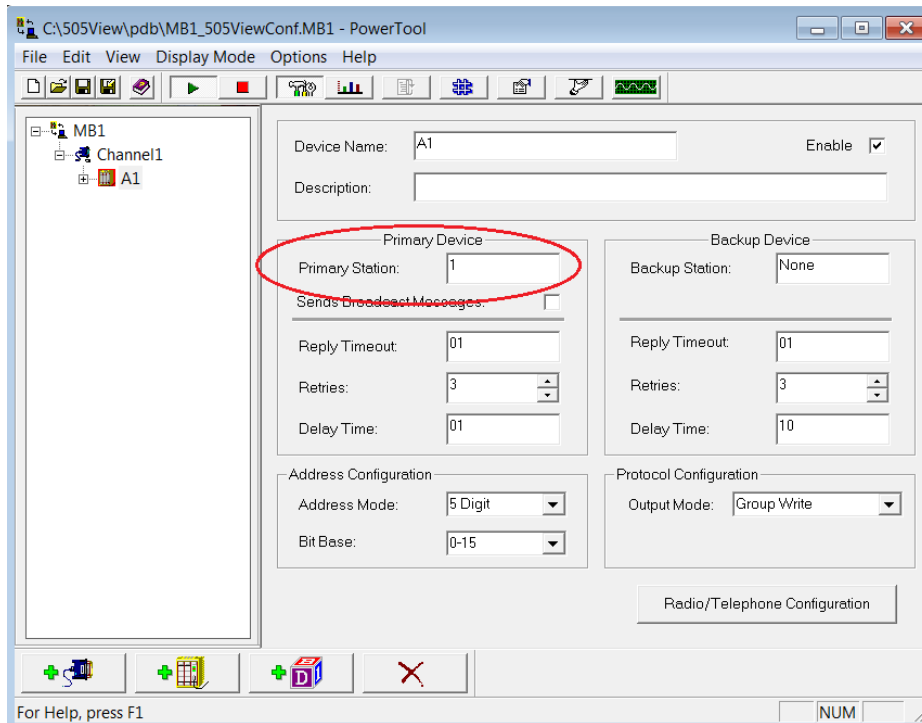 C:\505View\pdb\MB1_505ViewConf.MB1 - PowerTool
File Edit View Display Mode Options Help
MB1
Channel1
A1
Device Name: A1 Enable
Description:
Primary Device
Primary Station: 1
Sends Broadcast Messages:
Reply Timeout: 01
Retries: 3
Delay Time: 01
Backup Device
Backup Station: None
Reply Timeout: 01
Retries: 3
Delay Time: 10
Address Configuration
Address Mode: 5 Digit
Bit Base: 0-15
Protocol Configuration
Output Mode: Group Write
Radio/Telephone Configuration
D
For Help, press F1 NUM